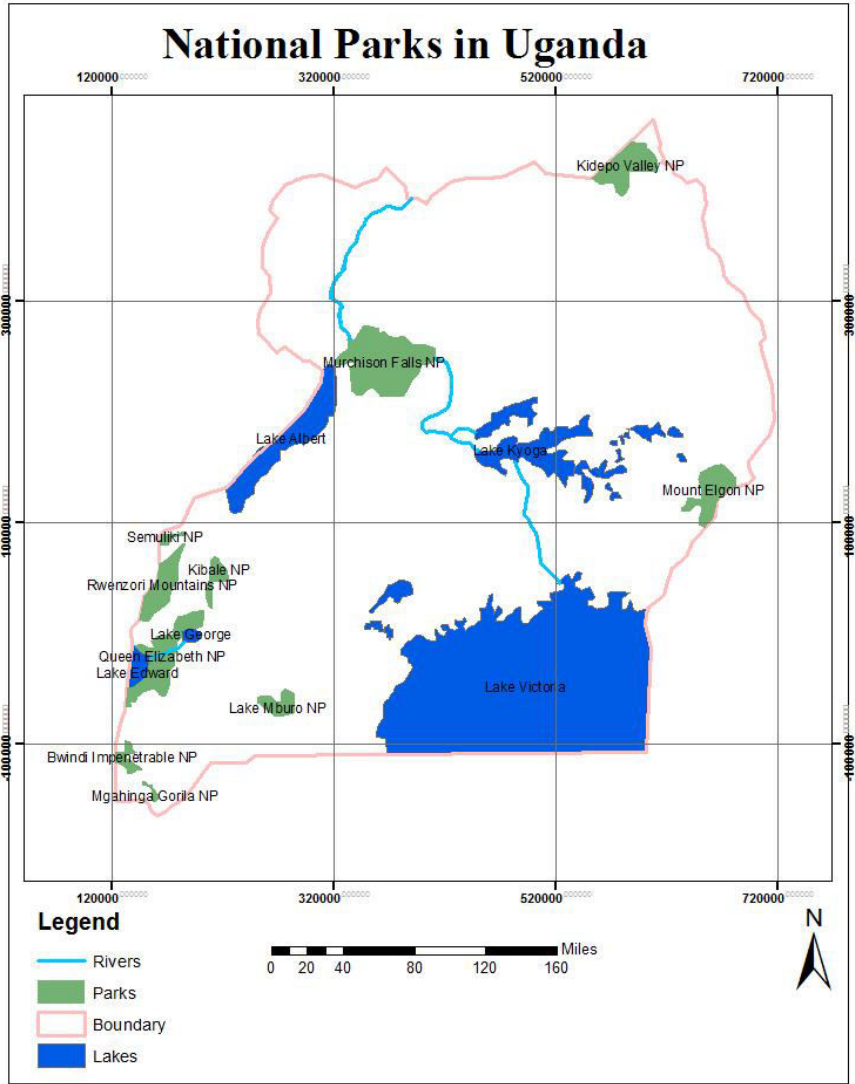 National Parks in Uganda
120000 320000 520000 720000
Kidepo Valley NP
300000 300000
Murchison Falls NP
Lake Albert
Lake Kyoga
Mount Elgon NP
100000 100000
Semuliki NP
Kibale NP
Rwenzori Mountains NP
Lake George
Queen Elizabeth NP
Lake Edward
Lake Victoria
Lake Mburo NP
-100000 -100000
Bwindi Impenetrable NP
Mgahinga Gorila NP
120000 320000 520000 720000
Legend
Rivers
Parks
Boundary
Lakes
Miles
0 20 40 80 120 160
N